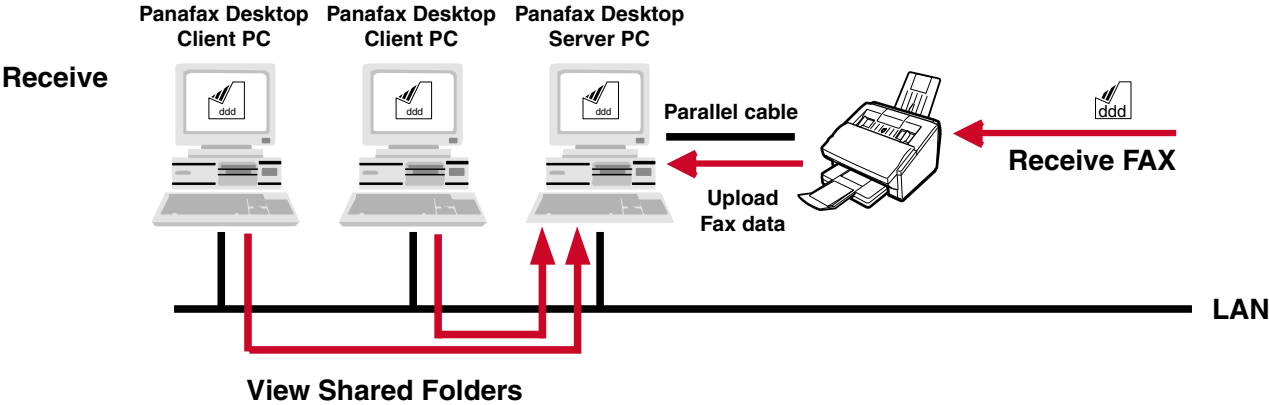 Panafax Desktop
Client PC
Panafax Desktop
Client PC
Panafax Desktop
Server PC
Receive
ddd
ddd
ddd
Parallel cable
ddd
Receive FAX
Upload
Fax data
LAN
View Shared Folders